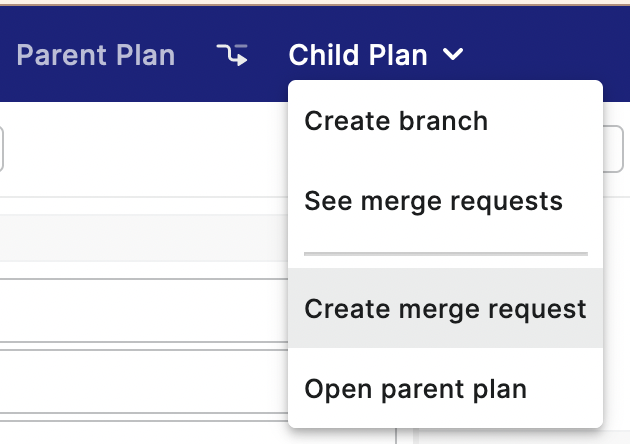 Parent Plan
Child Plan
Create branch
See merge requests
Create merge request
Open parent plan